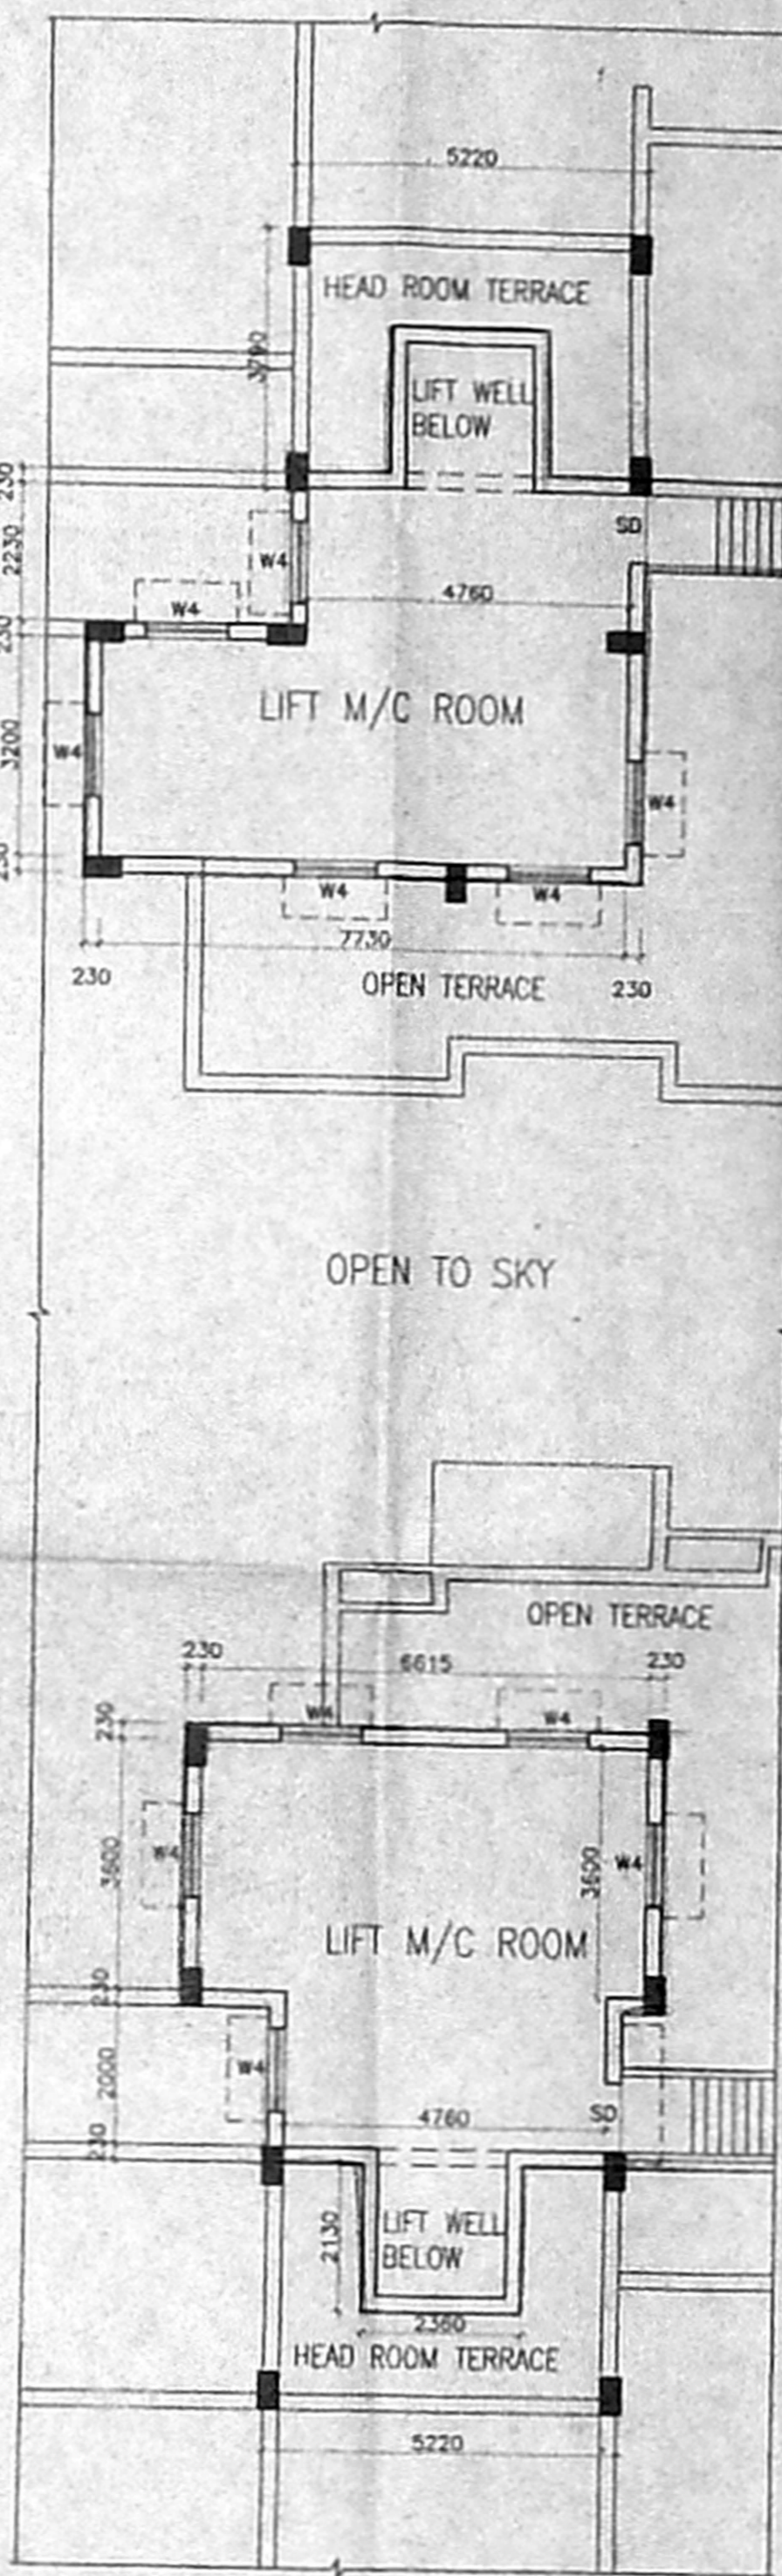 5220
HEAD ROOM TERRACE
3790
LIFT WELL
BELOW
230
SD
2230
W4
4760
W4
230
LIFT M/C ROOM
W4
3200
W4
230
W4
W4
7730
230
OPEN TERRACE
230
OPEN TO SKY
OPEN TERRACE
230
6615
230
230
W4
W4
W4
3600
3600
W4
LIFT M/C ROOM
230
W4
2000
4760
SD
230
2130
LIFT WELL
BELOW
2360
HEAD ROOM TERRACE
5220